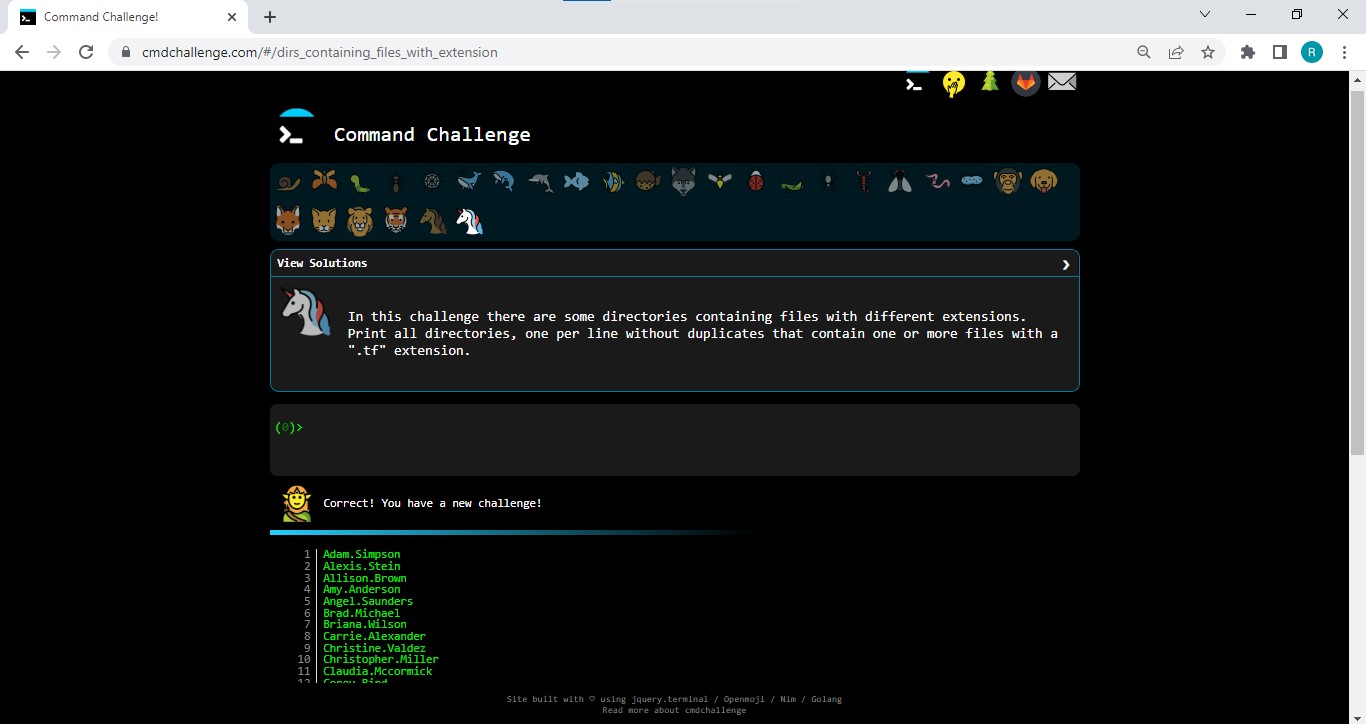 Command Challenge!
cmdchallenge.com/#/dirs_containing_files_with_extension
R
Command Challenge
View Solutions
In this challenge there are some directories containing files with different extensions.
Print all directories, one per line without duplicates that contain one or more files with a
".tf" extension.
(0)>
Correct! You have a new challenge!
1 Adam.Simpson
2 Alexis.Stein
3 Allison.Brown
4 Amy.Anderson
5 Angel.Saunders
6 Brad.Michael
7 Briana.Wilson
8 Carrie.Alexander
9 Christine.Valdez
10 Christopher.Miller
11 Claudia.Mccormick
Site built with ♡ using jquery.terminal / Openmoji / Nim / Golang
Read more about cmdchallenge